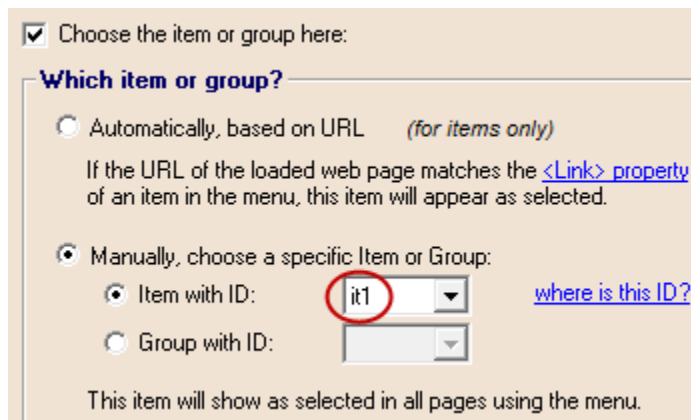 Choose the item or group here:
Which item or group?
Automatically, based on URL (for items only)
If the URL of the loaded web page matches the <Link> property
of an item in the menu, this item will appear as selected.
Manually, choose a specific Item or Group:
Item with ID: it1 where is this ID?
Group with ID:
This item will show as selected in all pages using the menu.